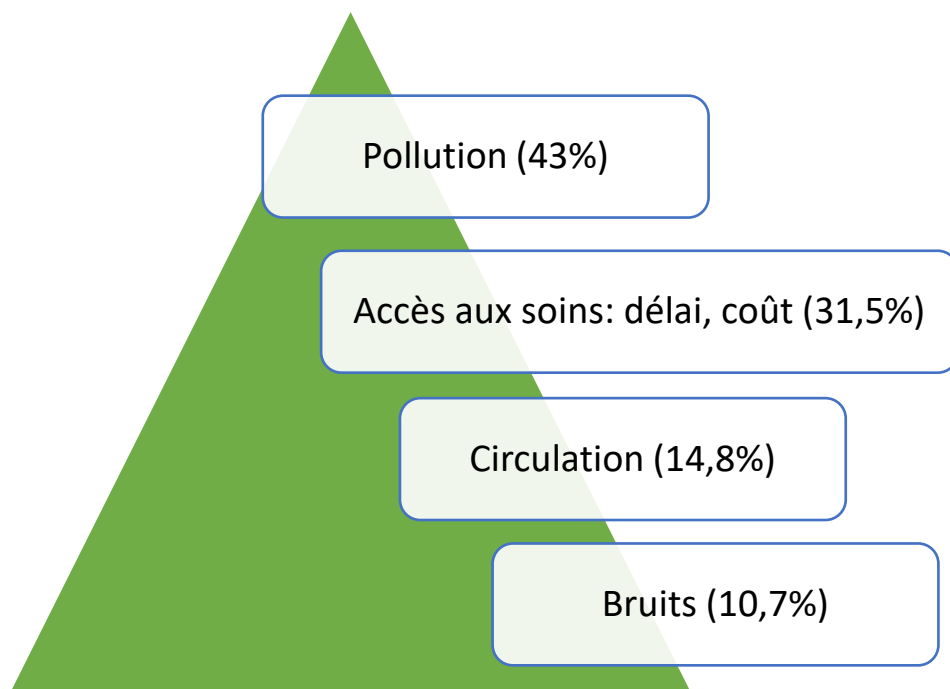 Pollution (43%)
Accès aux soins: délai, coût (31,5%)
Circulation (14,8%)
Bruits (10,7%)